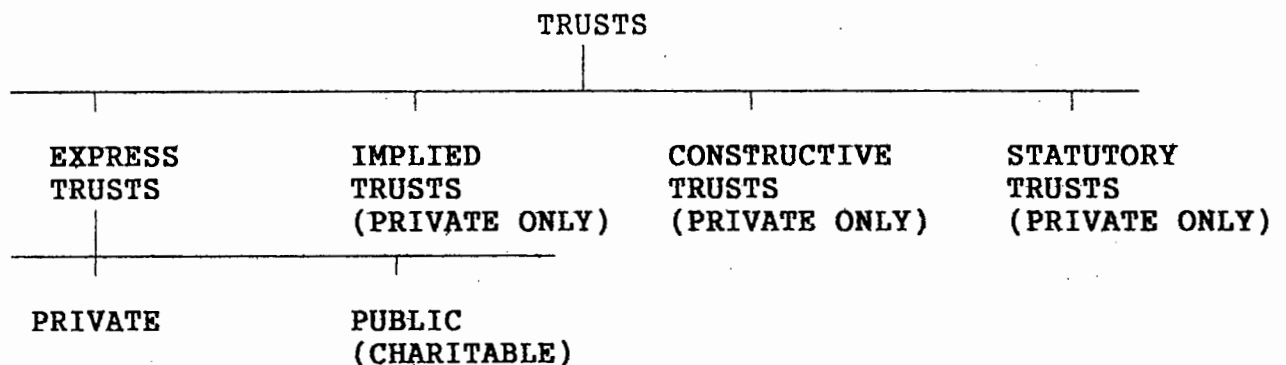 TRUSTS
EXPRESS TRUSTS
IMPLIED TRUSTS (PRIVATE ONLY)
CONSTRUCTIVE TRUSTS (PRIVATE ONLY)
STATUTORY TRUSTS (PRIVATE ONLY)
PRIVATE
PUBLIC (CHARITABLE)